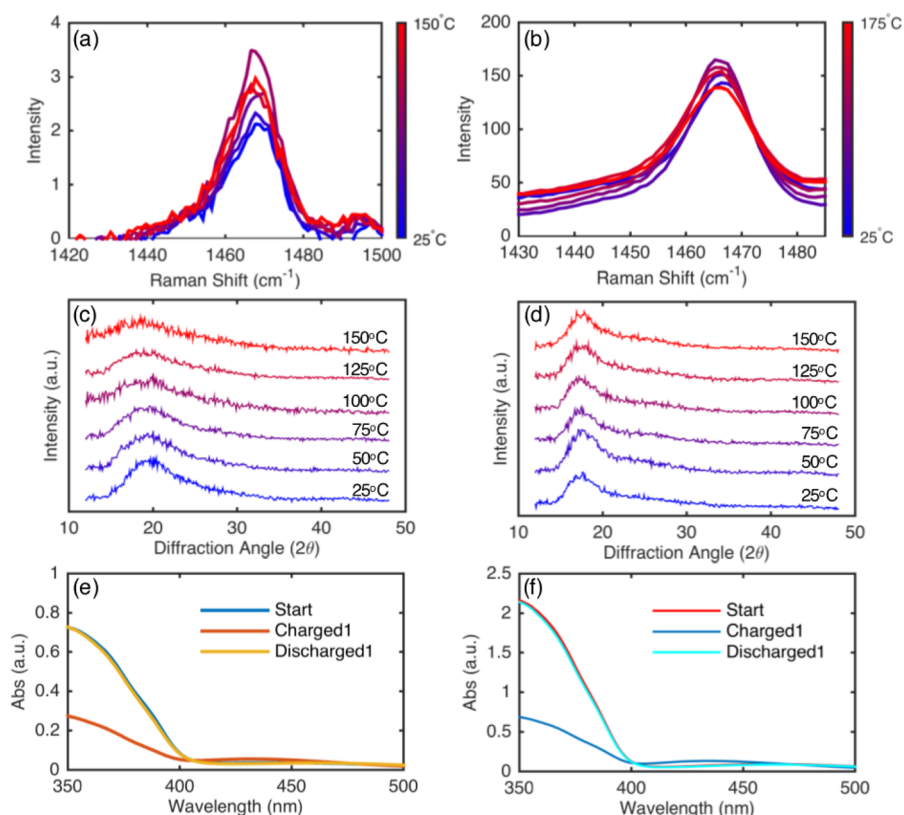 (a)
4
3
2
1
0
Intensity
1420 1440 1460 1480 1500
Raman Shift (cm-1)
150°C
25°C
(b)
200
150
100
50
0
Intensity
1430 1440 1450 1460 1470 1480
Raman Shift (cm-1)
175°C
25°C
(c)
Intensity (a.u.)
150°C
125°C
100°C
75°C
50°C
25°C
10 20 30 40 50
Diffraction Angle (2θ)
(d)
Intensity (a.u.)
150°C
125°C
100°C
75°C
50°C
25°C
10 20 30 40 50
Diffraction Angle (2θ)
(e)
1
0.8
0.6
0.4
0.2
0
Abs (a.u.)
Start
Charged1
Discharged1
350 400 450 500
Wavelength (nm)
(f)
2.5
2
1.5
1
0.5
0
Abs (a.u.)
Start
Charged1
Discharged1
350 400 450 500
Wavelength (nm)